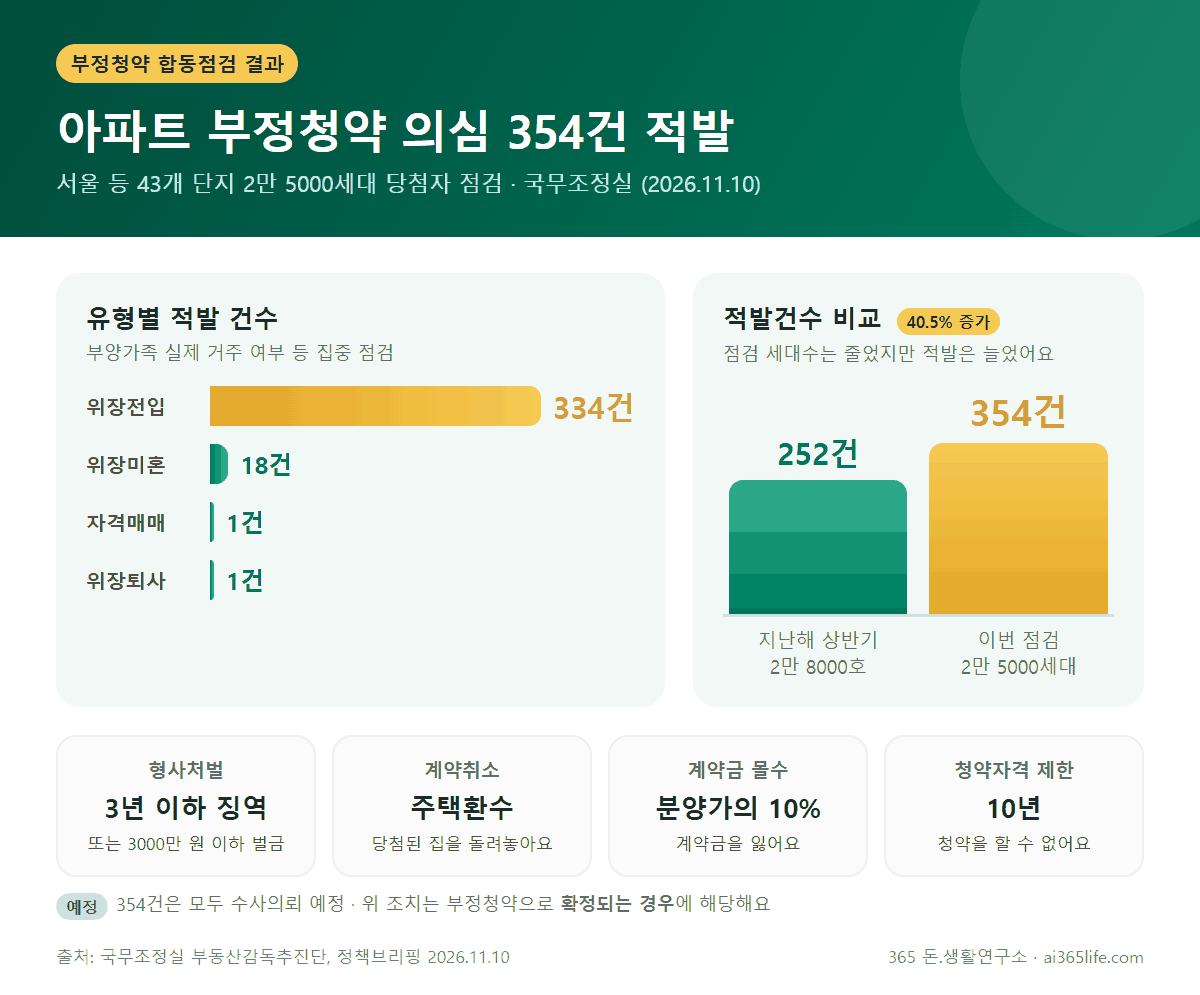 부정청약 합동점검 결과
아파트 부정청약 의심 354건 적발
서울 등 43개 단지 2만 5000세대 당첨자 점검 · 국무조정실 (2026.11.10)
유형별 적발 건수
부양가족 실제 거주 여부 등 집중 점검
위장전입 334건
위장미혼 18건
자격매매 1건
위장퇴사 1건
적발건수 비교 40.5% 증가
점검 세대수는 줄었지만 적발은 늘었어요
252건
354건
지난해 상반기
2만 8000호
이번 점검
2만 5000세대
형사처벌
3년 이하 징역
또는 3000만 원 이하 벌금
계약취소
주택환수
당첨된 집을 돌려놓아요
계약금 몰수
분양가의 10%
계약금을 잃어요
청약자격 제한
10년
청약을 할 수 없어요
예정 354건은 모두 수사의뢰 예정 · 위 조치는 부정청약으로 확정되는 경우에 해당해요
출처: 국무조정실 부동산감독추진단, 정책브리핑 2026.11.10
365 돈.생활연구소 · ai365life.com